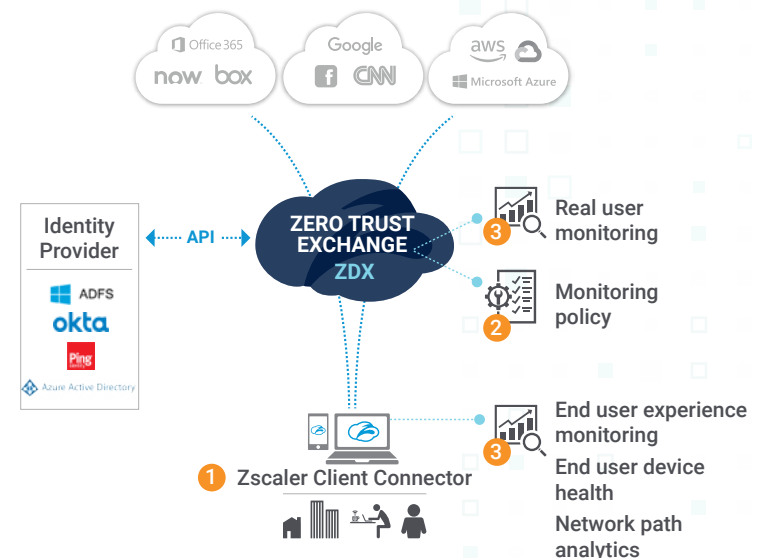 Office 365
now box
Google
f CNN
aws
Microsoft Azure
Identity
Provider
ADFS
okta
Ping
Azure Active Directory
API
ZERO TRUST
EXCHANGE
ZDX
3
Real user
monitoring
2
Monitoring
policy
3
End user experience
monitoring
End user device
health
Network path
analytics
1 Zscaler Client Connector